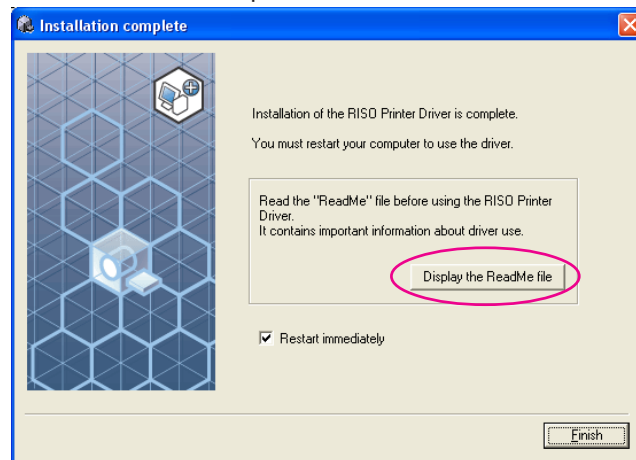 Installation complete
Installation of the RISO Printer Driver is complete.
You must restart your computer to use the driver.
Read the "ReadMe" file before using the RISO Printer
Driver.
It contains important information about driver use.
Display the ReadMe file
Restart immediately
Finish